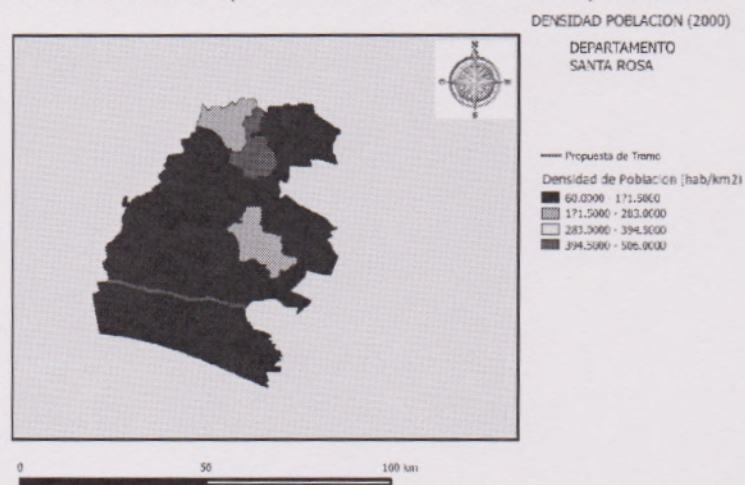 DENSIDAD POBLACION (2000)
DEPARTAMENTO
SANTA ROSA
N
S
Propuesta de Tramo
Densidad de Poblacion [hab/km2]
60.0000 - 171.5000
171.5000 - 283.0000
283.0000 - 394.5000
394.5000 - 506.0000
0 50 100 km